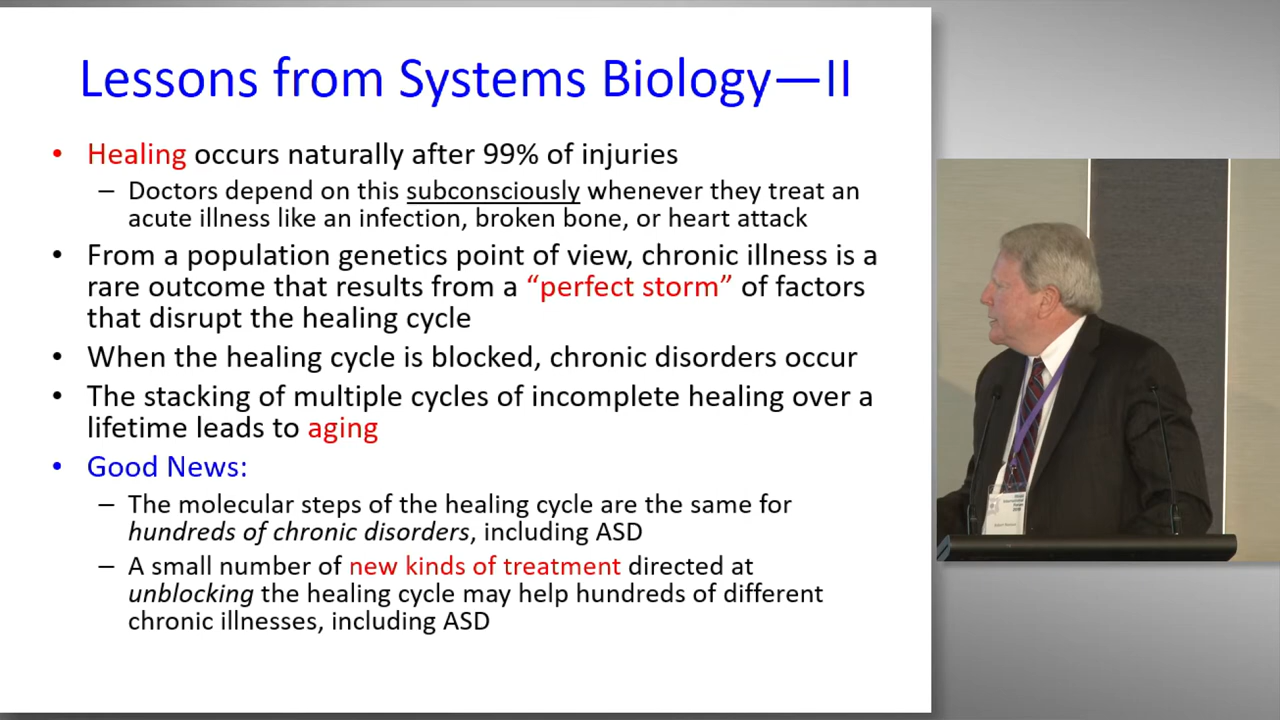 Lessons from Systems Biology—II
• Healing occurs naturally after 99% of injuries
– Doctors depend on this subconsciously whenever they treat an
acute illness like an infection, broken bone, or heart attack
• From a population genetics point of view, chronic illness is a
rare outcome that results from a “perfect storm” of factors
that disrupt the healing cycle
• When the healing cycle is blocked, chronic disorders occur
• The stacking of multiple cycles of incomplete healing over a
lifetime leads to aging
• Good News:
– The molecular steps of the healing cycle are the same for
hundreds of chronic disorders, including ASD
– A small number of new kinds of treatment directed at
unblocking the healing cycle may help hundreds of different
chronic illnesses, including ASD